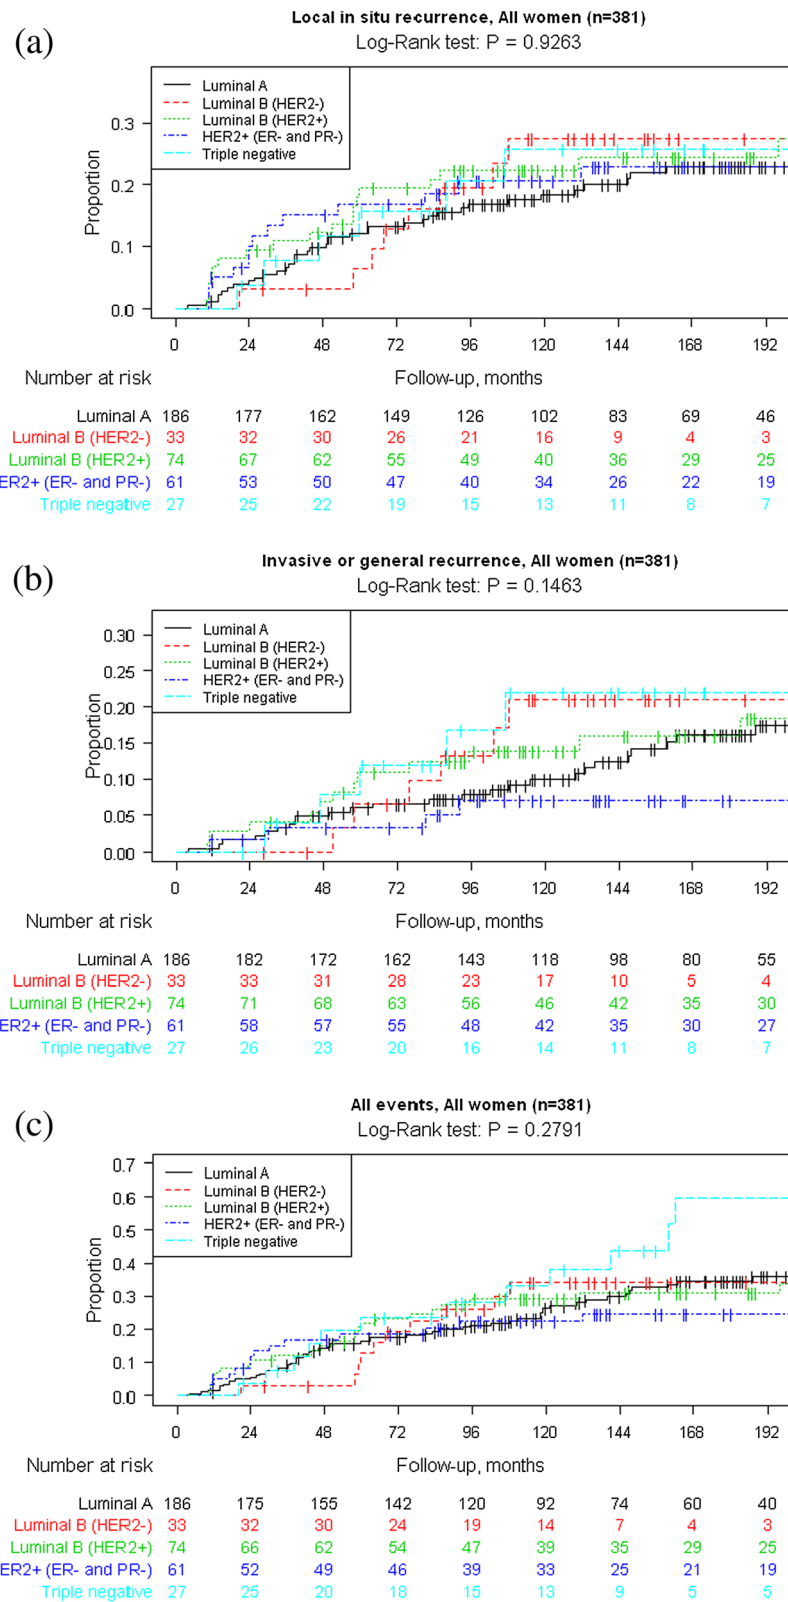 (a)
Local in situ recurrence, All women (n=381)
Log-Rank test: P = 0.9263
Luminal A
Luminal B (HER2-)
Luminal B (HER2+)
HER2+ (ER- and PR-)
Triple negative
Proportion
0.3
0.2
0.1
0.0
0 24 48 72 96 120 144 168 192
Number at risk Follow-up, months
Luminal A 186 177 162 149 126 102 83 69 46
Luminal B (HER2-) 33 32 30 26 21 16 9 4 3
Luminal B (HER2+) 74 67 62 55 49 40 36 29 25
ER2+ (ER- and PR-) 61 53 50 47 40 34 26 22 19
Triple negative 27 25 22 19 15 13 11 8 7
(b)
Invasive or general recurrence, All women (n=381)
Log-Rank test: P = 0.1463
Luminal A
Luminal B (HER2-)
Luminal B (HER2+)
HER2+ (ER- and PR-)
Triple negative
Proportion
0.30
0.25
0.20
0.15
0.10
0.05
0.00
0 24 48 72 96 120 144 168 192
Number at risk Follow-up, months
Luminal A 186 182 172 162 143 118 98 80 55
Luminal B (HER2-) 33 33 31 28 23 17 10 5 4
Luminal B (HER2+) 74 71 68 63 56 46 42 35 30
ER2+ (ER- and PR-) 61 58 57 55 48 42 35 30 27
Triple negative 27 26 23 20 16 14 11 8 7
(c)
All events, All women (n=381)
Log-Rank test: P = 0.2791
Luminal A
Luminal B (HER2-)
Luminal B (HER2+)
HER2+ (ER- and PR-)
Triple negative
Proportion
0.7
0.6
0.5
0.4
0.3
0.2
0.1
0.0
0 24 48 72 96 120 144 168 192
Number at risk Follow-up, months
Luminal A 186 175 155 142 120 92 74 60 40
Luminal B (HER2-) 33 32 30 24 19 14 7 4 3
Luminal B (HER2+) 74 66 62 54 47 39 35 29 25
ER2+ (ER- and PR-) 61 52 49 46 39 33 25 21 19
Triple negative 27 25 20 18 15 13 9 5 5